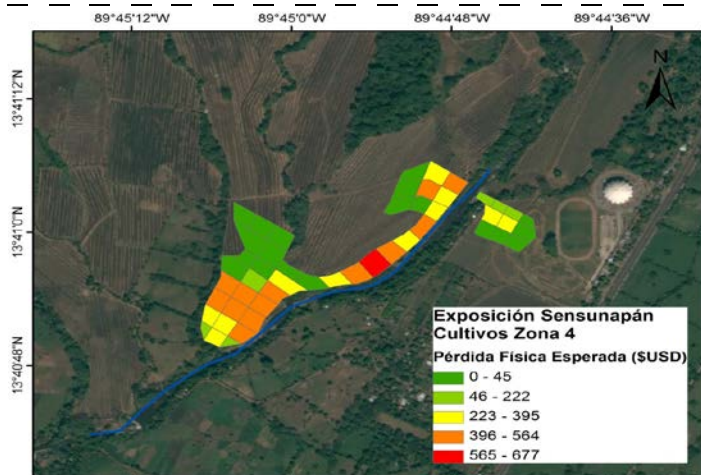 89°45'12"W 89°45'0"W 89°44'48"W 89°44'36"W
N
13°41'12"N
13°41'0"N
13°40'48"N
Exposición Sensunapán
Cultivos Zona 4
Pérdida Física Esperada ($USD)
0 - 45
46 - 222
223 - 395
396 - 564
565 - 677